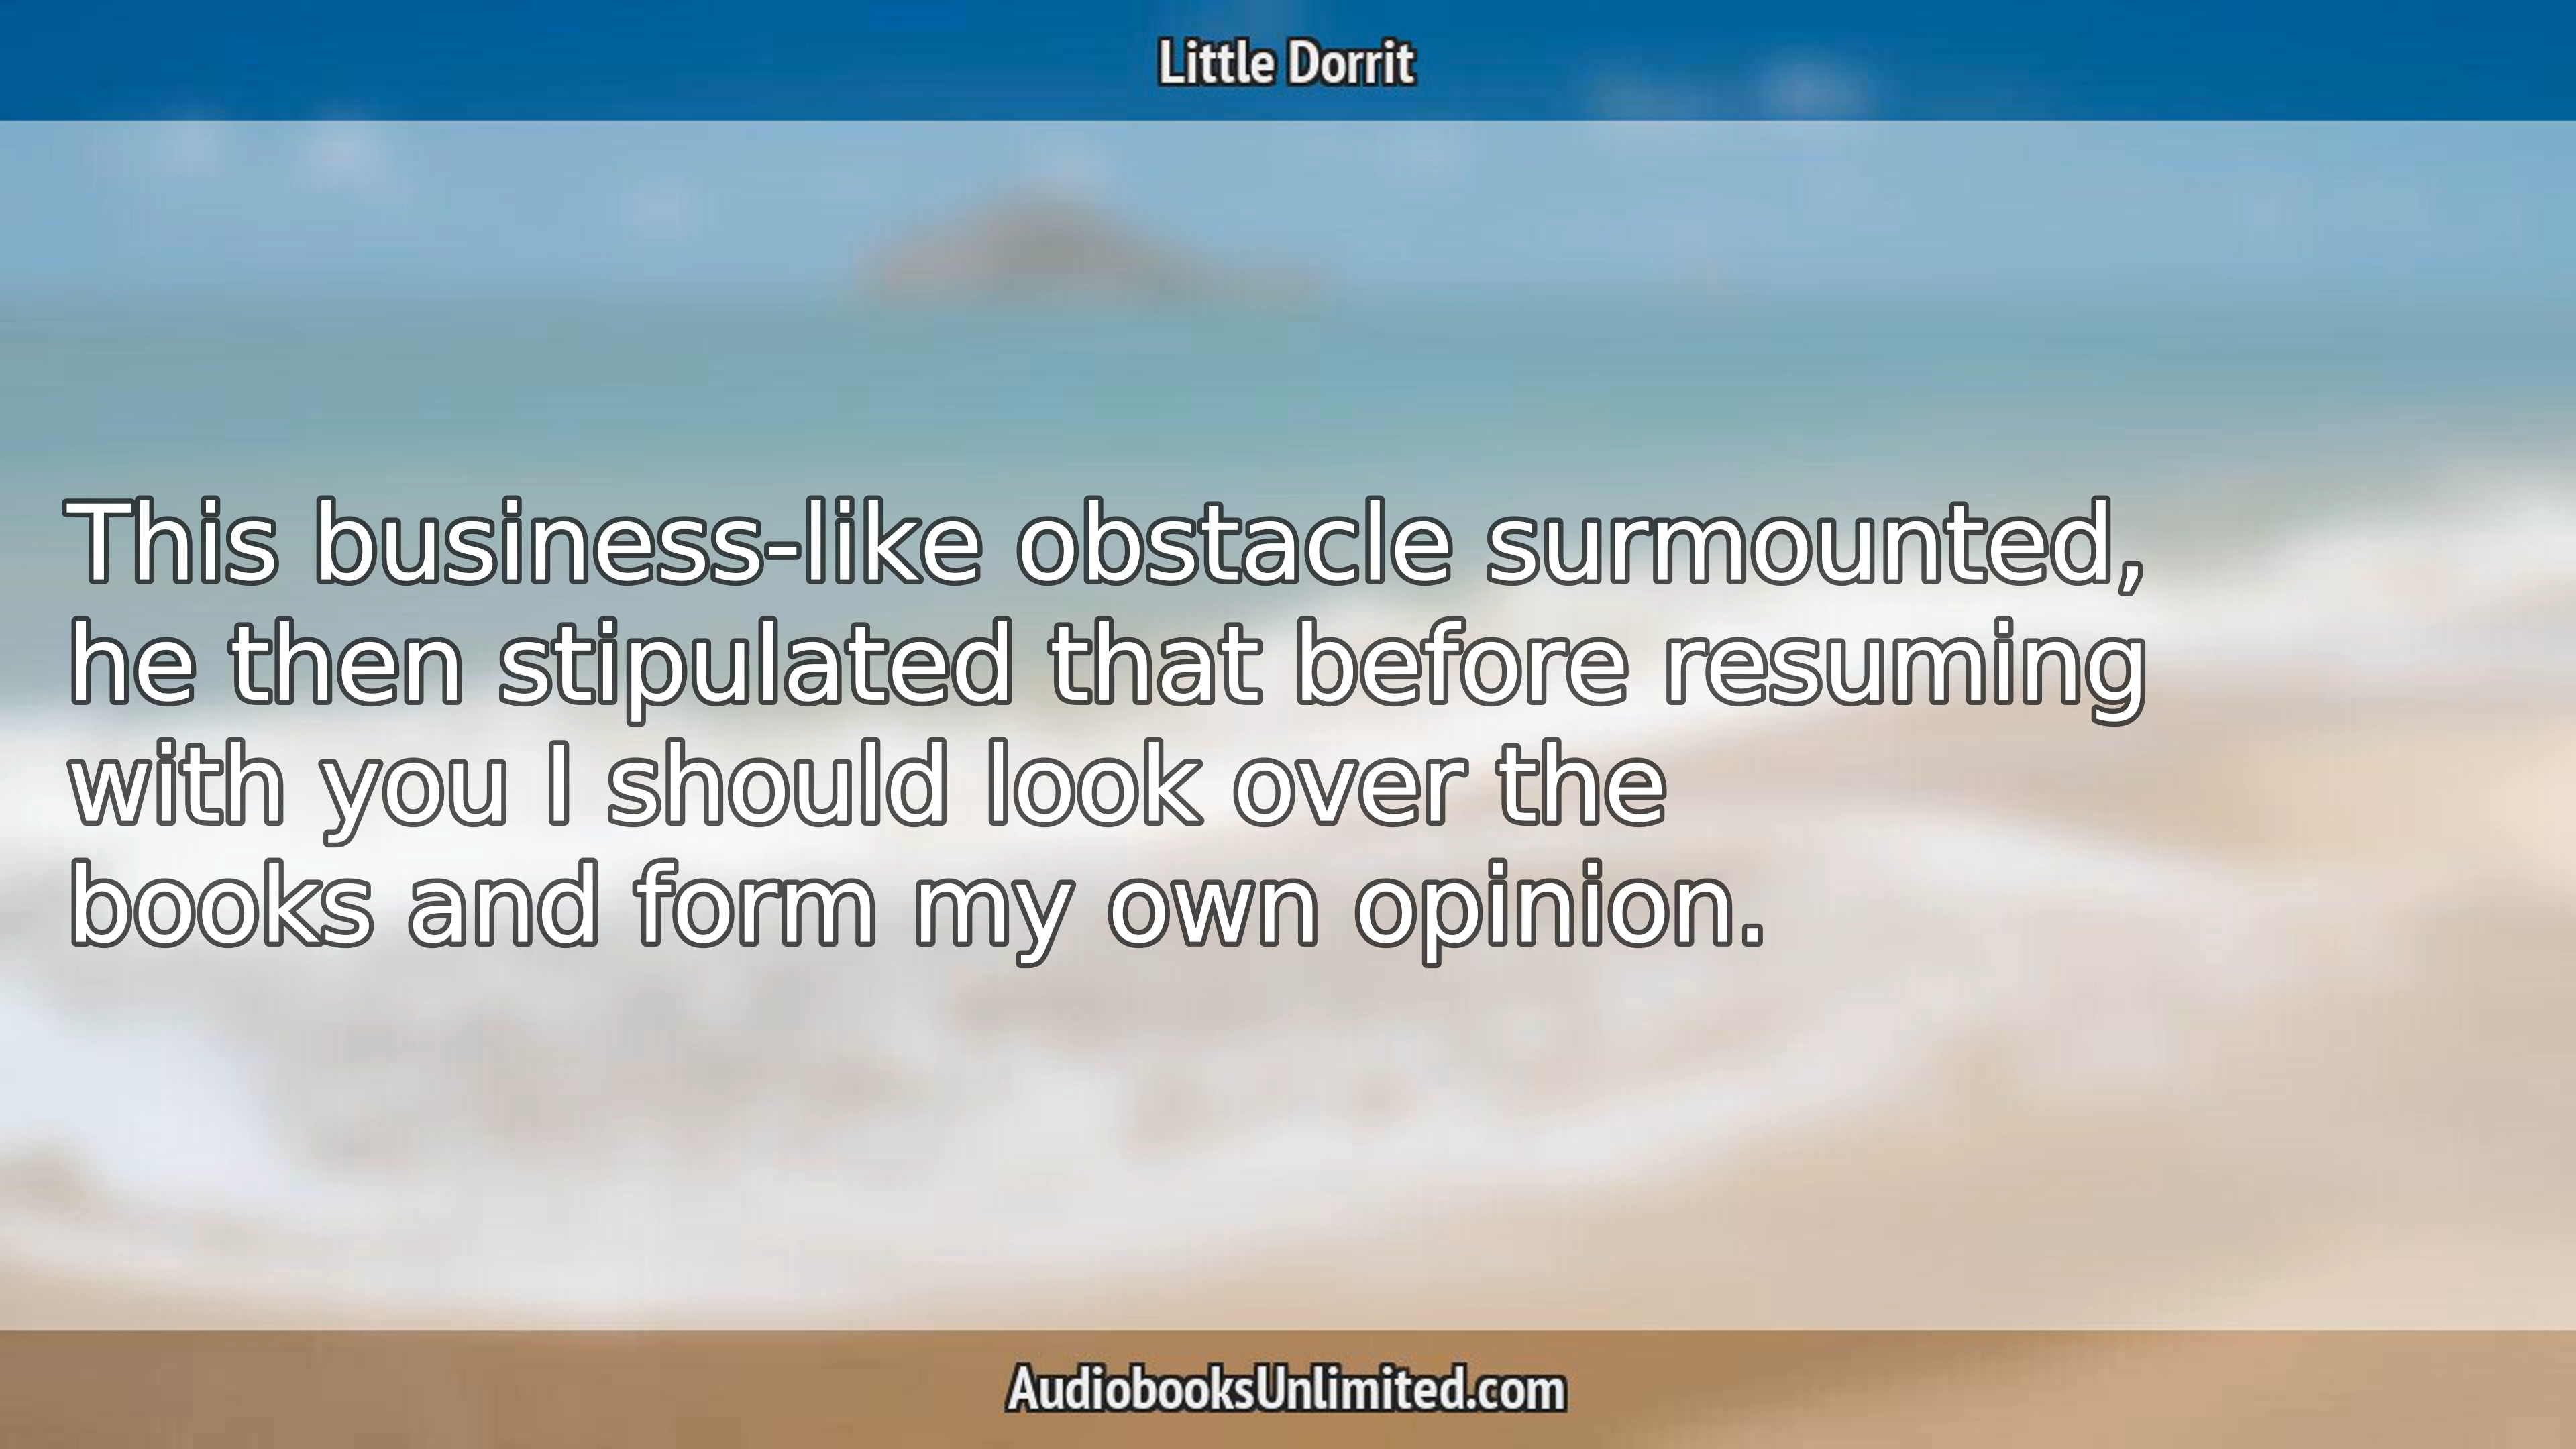 Little Dorrit
This business-like obstacle surmounted,
he then stipulated that before resuming
with you I should look over the
books and form my own opinion.
AudiobooksUnlimited.com